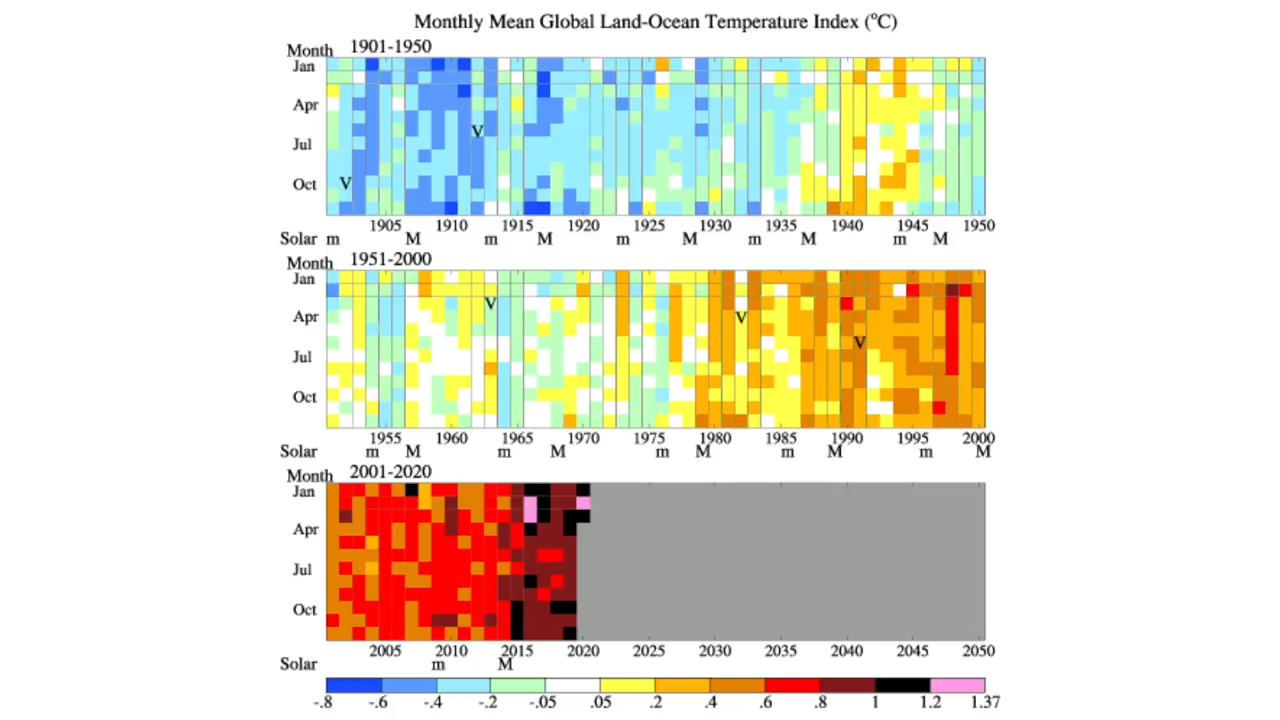 Monthly Mean Global Land-Ocean Temperature Index (°C)
Month 1901-1950
Jan
Apr
V
Jul
Oct V
1905 1910 1915 1920 1925 1930 1935 1940 1945 1950
Solar m M m M m M m M m M
Month 1951-2000
Jan
V
Apr V
V
Jul
Oct
1955 1960 1965 1970 1975 1980 1985 1990 1995 2000
Solar m M m M m M m M m M
Month 2001-2020
Jan
Apr
Jul
Oct
2005 2010 2015 2020 2025 2030 2035 2040 2045 2050
Solar m M
-.8 -.6 -.4 -.2 -.05 .05 .2 .4 .6 .8 1 1.2 1.37